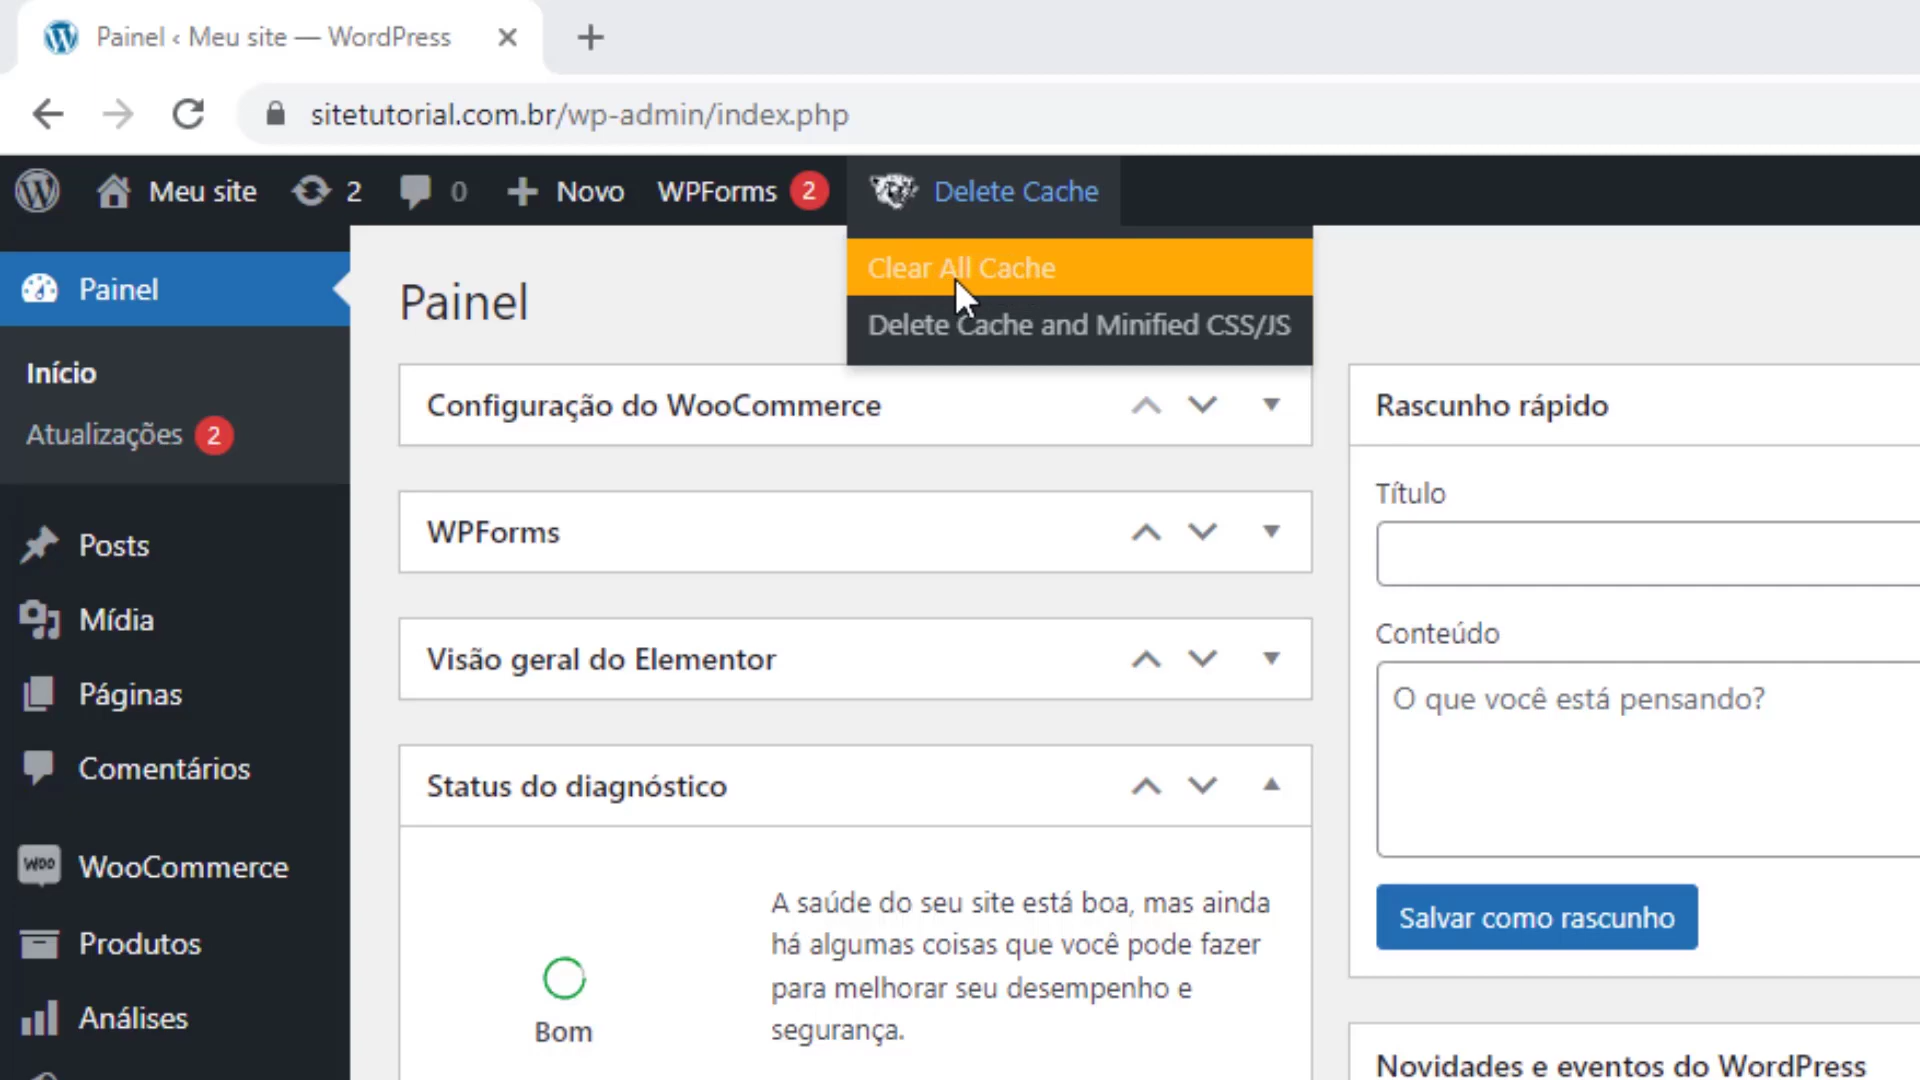 Painel ‹ Meu site — WordPress
sitetutorial.com.br/wp-admin/index.php
Meu site 2 0 Novo WPForms 2 Delete Cache
Clear All Cache
Delete Cache and Minified CSS/JS
Painel
Início
Atualizações 2
Posts
Mídia
Páginas
Comentários
WooCommerce
Produtos
Análises
Painel
Configuração do WooCommerce
WPForms
Visão geral do Elementor
Status do diagnóstico
Bom
A saúde do seu site está boa, mas ainda
há algumas coisas que você pode fazer
para melhorar seu desempenho e
segurança.
Rascunho rápido
Título
Conteúdo
O que você está pensando?
Salvar como rascunho
Novidades e eventos do WordPress